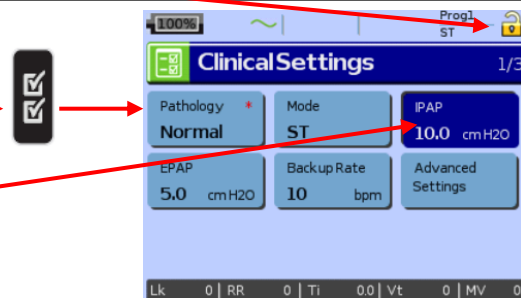 100%
Prog1
ST
Clinical Settings
1/3
Pathology *
Normal
Mode
ST
IPAP
10.0 cmH2O
EPAP
5.0 cmH2O
Backup Rate
10 bpm
Advanced
Settings
Lk 0 RR 0 Ti 0.0 Vt 0 MV 0